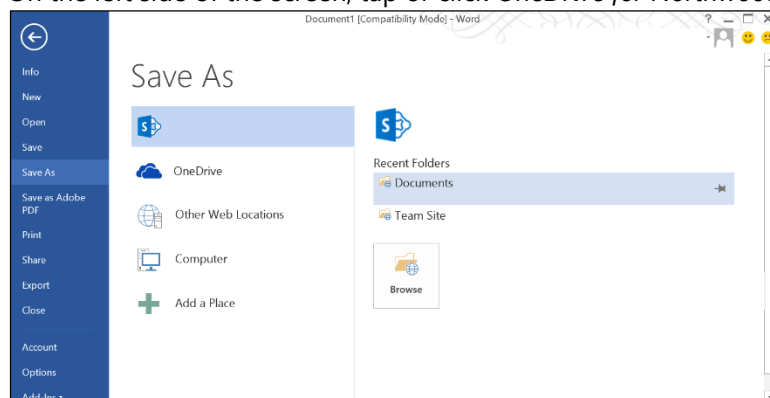 Document1 [Compatibility Mode] - Word
?
Info
New
Open
Save
Save As
Save as Adobe
PDF
Print
Share
Export
Close
Account
Options
Save As
S
OneDrive
Other Web Locations
Computer
Add a Place
S
Recent Folders
Documents
Team Site
Browse